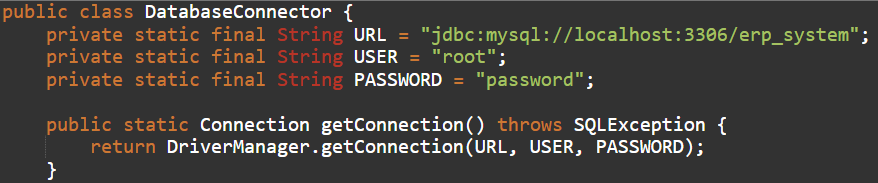 public class DatabaseConnector {
    private static final String URL = "jdbc:mysql://localhost:3306/erp_system";
    private static final String USER = "root";
    private static final String PASSWORD = "password";

    public static Connection getConnection() throws SQLException {
        return DriverManager.getConnection(URL, USER, PASSWORD);
    }